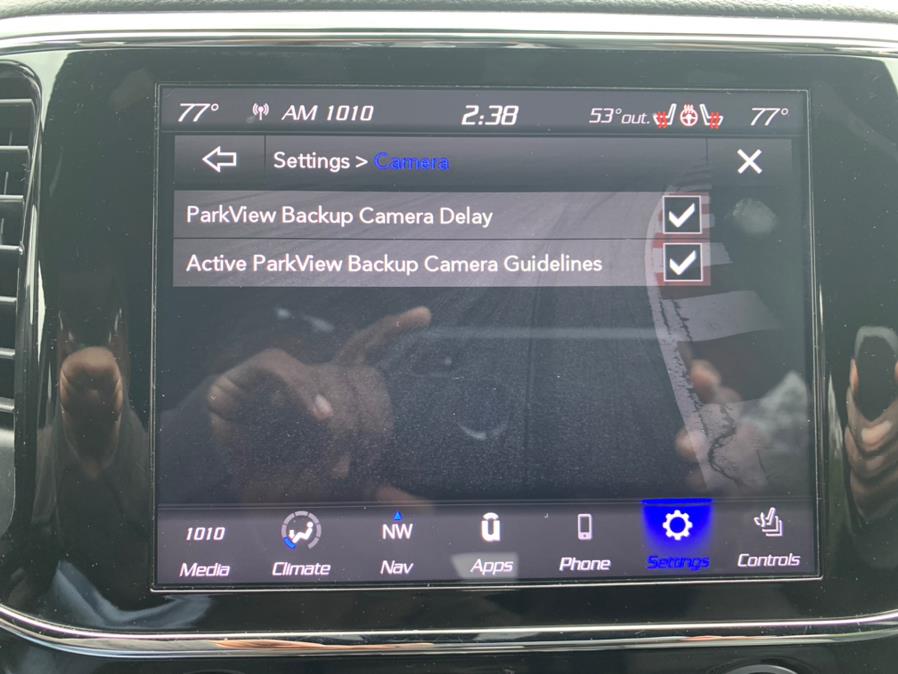 77° AM 1010 2:38 53°out. 77°
Settings > Camera
ParkView Backup Camera Delay
Active ParkView Backup Camera Guidelines
1010 NW
Media Climate Nav Apps Phone Settings Controls